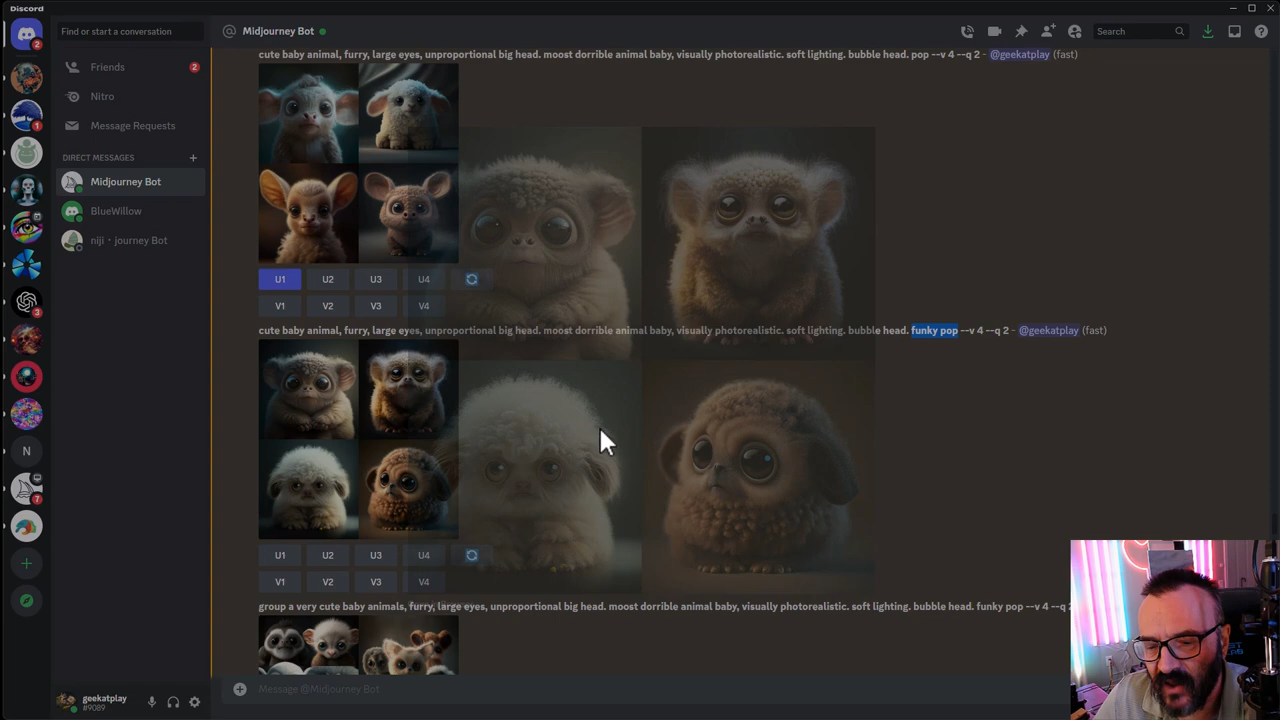 Discord
Find or start a conversation
Midjourney Bot
Search
cute baby animal, furry, large eyes, unproportional big head. moost dorrible animal baby, visually photorealistic. soft lighting. bubble head. pop --v 4 --q 2 - @geekatplay (fast)
Friends
2
Nitro
Message Requests
DIRECT MESSAGES
Midjourney Bot
BlueWillow
niji・journey Bot
2
1
3
N
7
U1 U2 U3 U4
V1 V2 V3 V4
cute baby animal, furry, large eyes, unproportional big head. moost dorrible animal baby, visually photorealistic. soft lighting. bubble head. funky pop --v 4 --q 2 - @geekatplay (fast)
U1 U2 U3 U4
V1 V2 V3 V4
group a very cute baby animals, furry, large eyes, unproportional big head. moost dorrible animal baby, visually photorealistic. soft lighting. bubble head. funky pop --v 4 --q 2
Message @Midjourney Bot
geekatplay
#9089